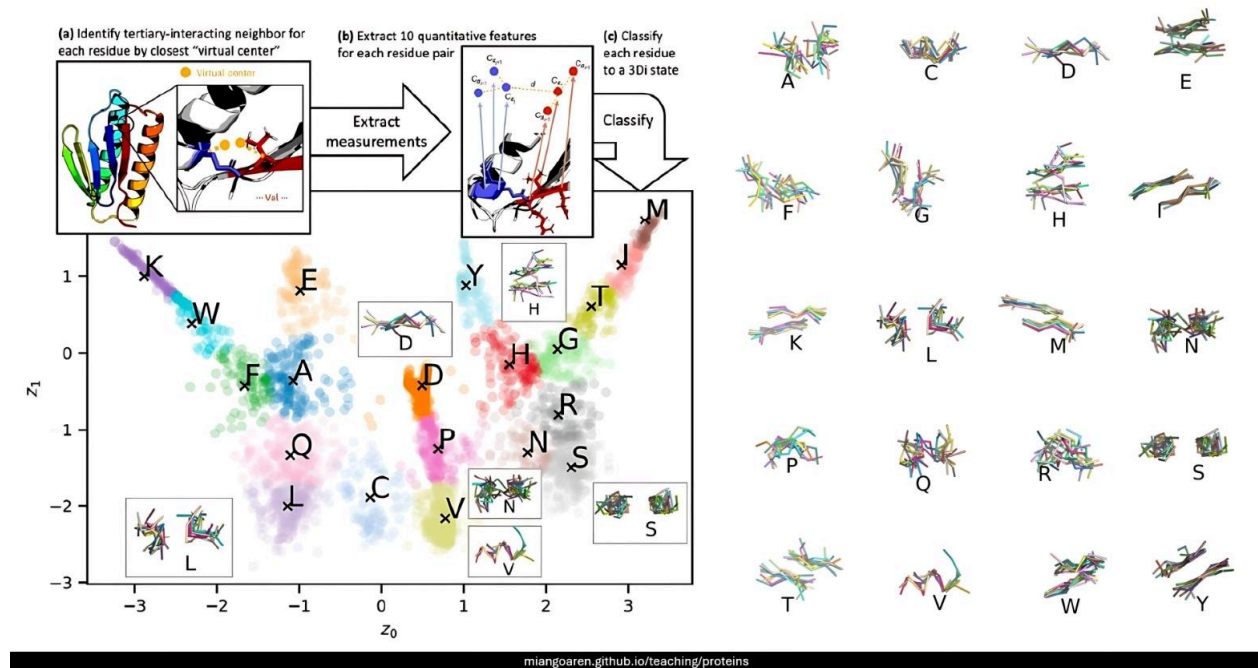 (a) Identify tertiary-interacting neighbor for
each residue by closest “virtual center”
Virtual center
··· Val ···
Extract
measurements
(b) Extract 10 quantitative features
for each residue pair
d
(c) Classify
each residue
to a 3Di state
Classify
z₁
1
0
−1
−2
−3
−3
−2
−1
0
1
2
3
z₀
K
W
F
E
A
Q
L
C
D
P
V
Y
H
G
T
I
M
R
N
S
D
H
L
N
V
S
A
C
D
E
F
G
H
I
K
L
M
N
P
Q
R
S
T
V
W
Y
miangoaren.github.io/teaching/proteins